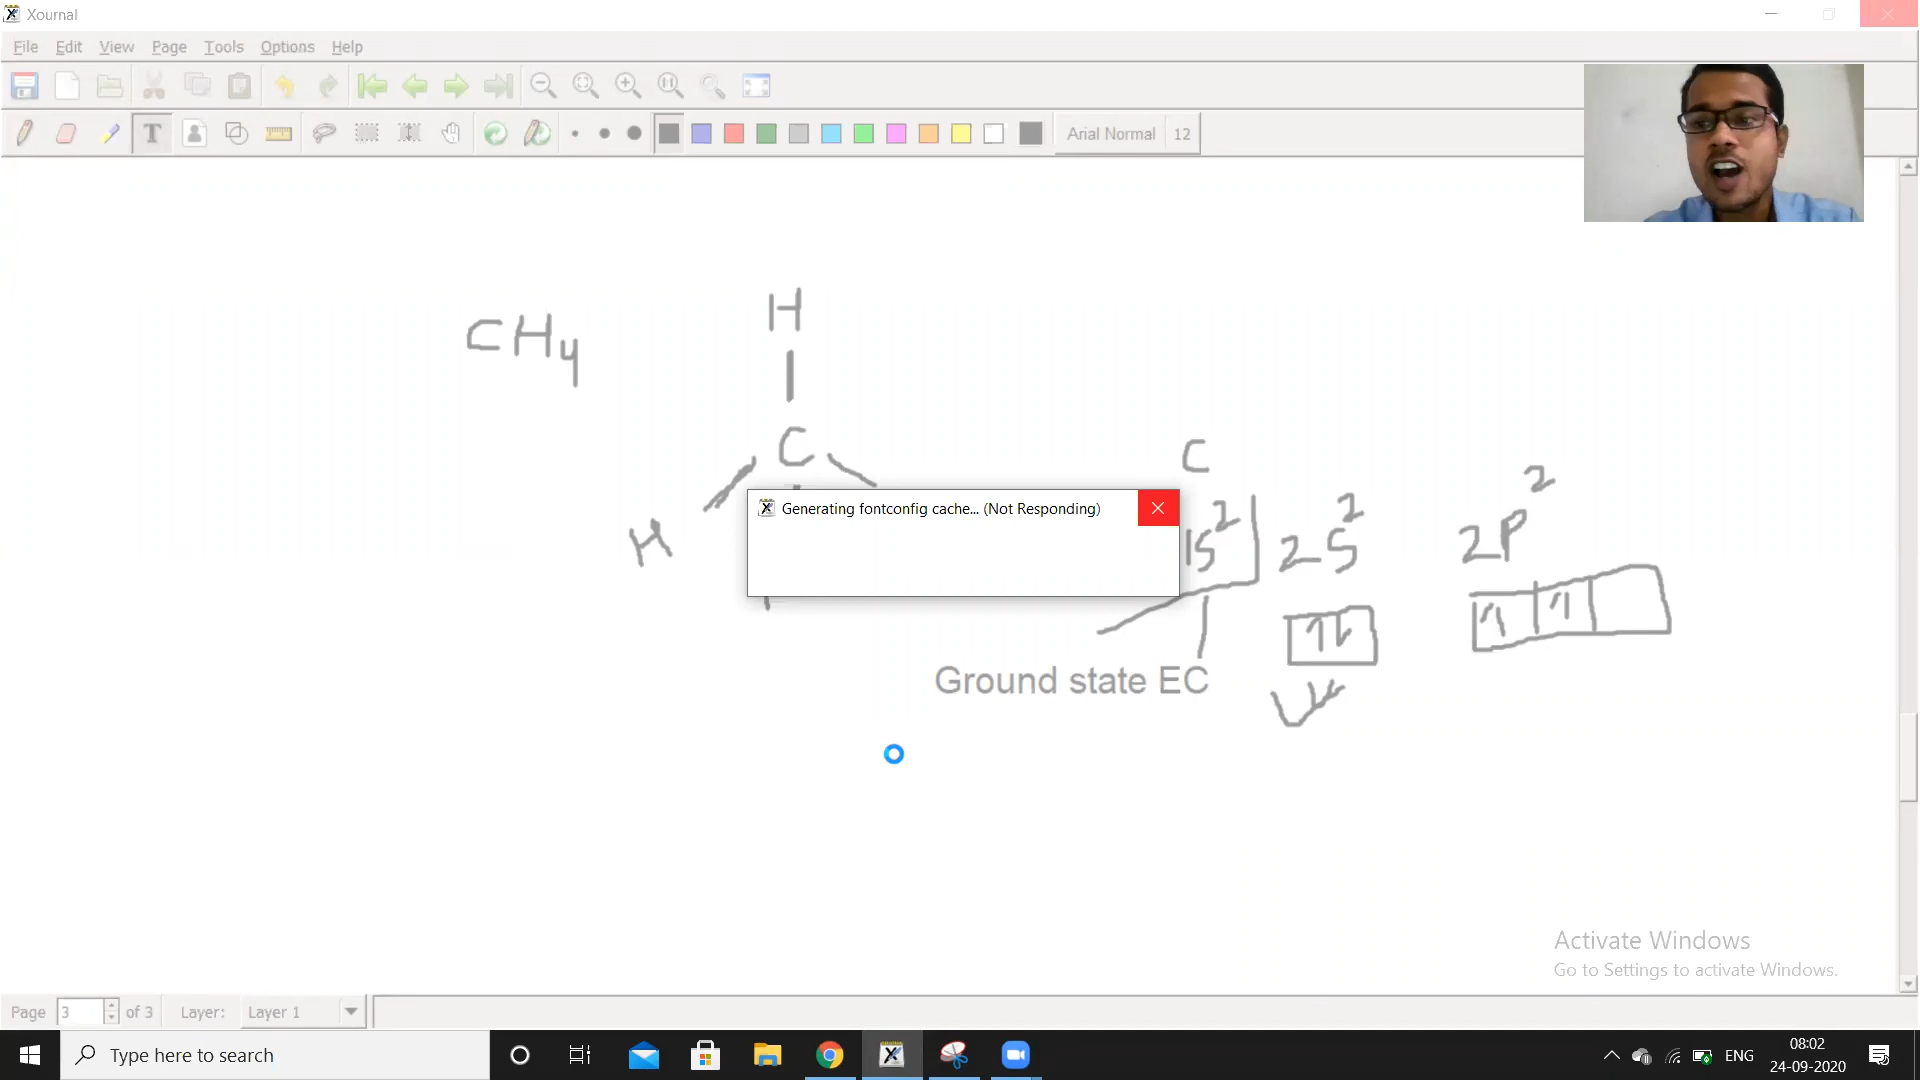 Xournal
File Edit View Page Tools Options Help
Arial Normal 12
CH4
H
C
H
C
1S2 2S2 2P2
Generating fontconfig cache... (Not Responding)
Ground state EC
Activate Windows
Go to Settings to activate Windows.
Page 3 of 3 Layer: Layer 1
Type here to search
ENG
08:02
24-09-2020